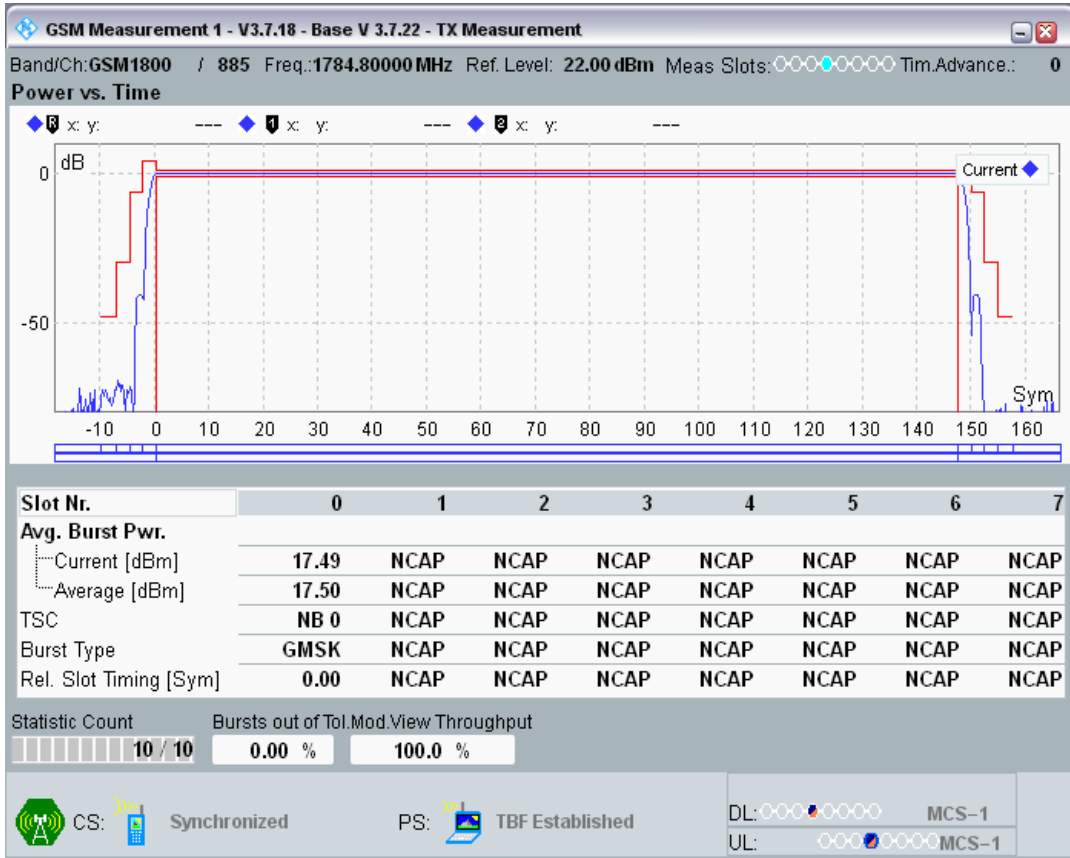 GSM Measurement 1 - V3.7.18 - Base V 3.7.22 - TX Measurement
Band/Ch:GSM1800 / 885 Freq.:1784.80000 MHz Ref. Level: 22.00 dBm Meas Slots: Tim.Advance.: 0
Power vs. Time
R x: y: --- 1 x: y: --- 2 x: y: ---
dB
0
Current
-50
Sym
-10 0 10 20 30 40 50 60 70 80 90 100 110 120 130 140 150 160
Slot Nr. 0 1 2 3 4 5 6 7
Avg. Burst Pwr.
Current [dBm] 17.49 NCAP NCAP NCAP NCAP NCAP NCAP NCAP
Average [dBm] 17.50 NCAP NCAP NCAP NCAP NCAP NCAP NCAP
TSC NB 0 NCAP NCAP NCAP NCAP NCAP NCAP NCAP
Burst Type GMSK NCAP NCAP NCAP NCAP NCAP NCAP NCAP
Rel. Slot Timing [Sym] 0.00 NCAP NCAP NCAP NCAP NCAP NCAP NCAP
Statistic Count Bursts out of Tol.Mod.View Throughput
10 / 10 0.00 % 100.0 %
CS: Synchronized PS: TBF Established
DL: MCS-1
UL: MCS-1